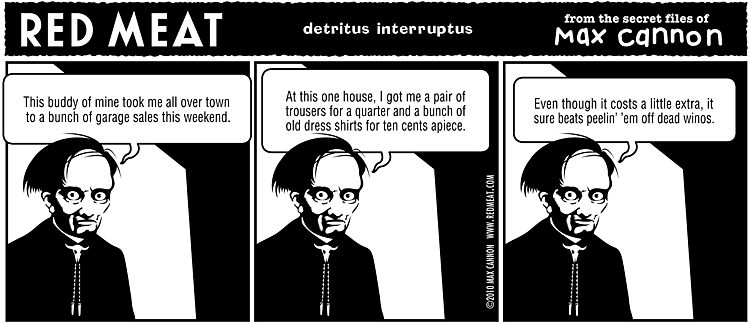 RED MEAT
detritus interruptus
from the secret files of
Max Cannon
This buddy of mine took me all over town
to a bunch of garage sales this weekend.
At this one house, I got me a pair of
trousers for a quarter and a bunch of
old dress shirts for ten cents apiece.
©2010 MAX CANNON WWW.REDMEAT.COM
Even though it costs a little extra, it
sure beats peelin' 'em off dead winos.